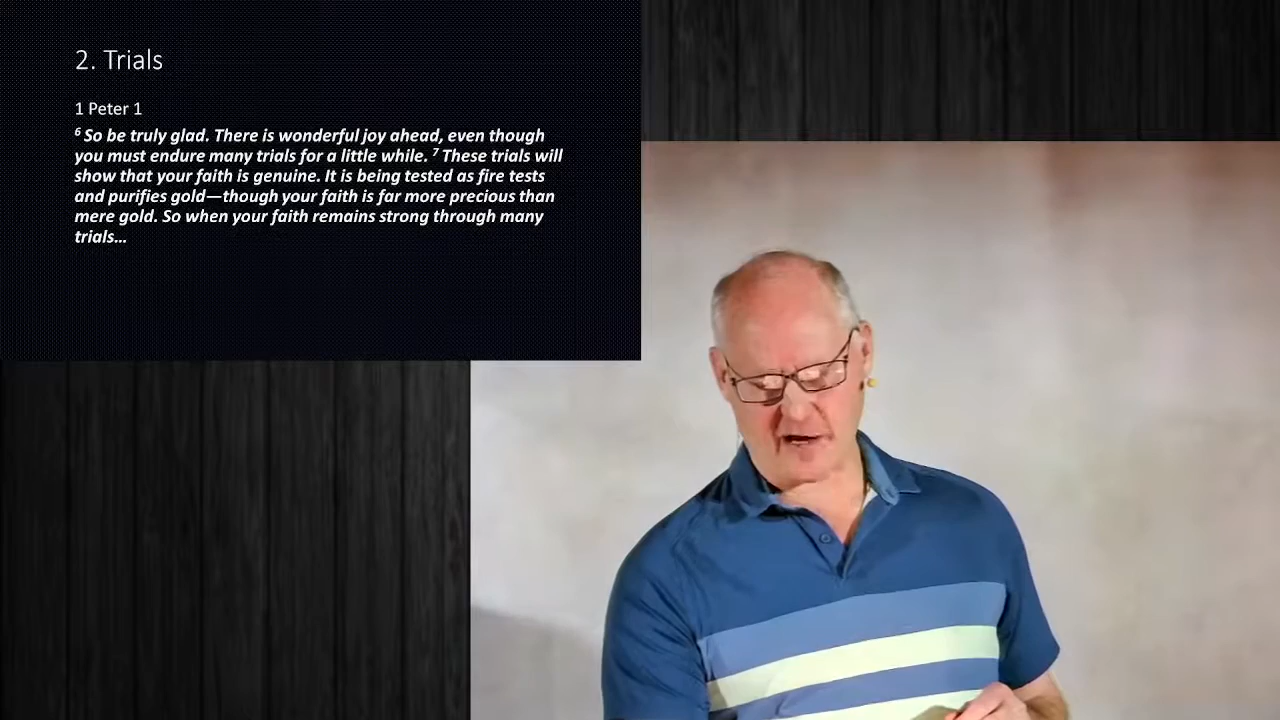 2. Trials
1 Peter 1
6 So be truly glad. There is wonderful joy ahead, even though
you must endure many trials for a little while. 7 These trials will
show that your faith is genuine. It is being tested as fire tests
and purifies gold—though your faith is far more precious than
mere gold. So when your faith remains strong through many
trials...